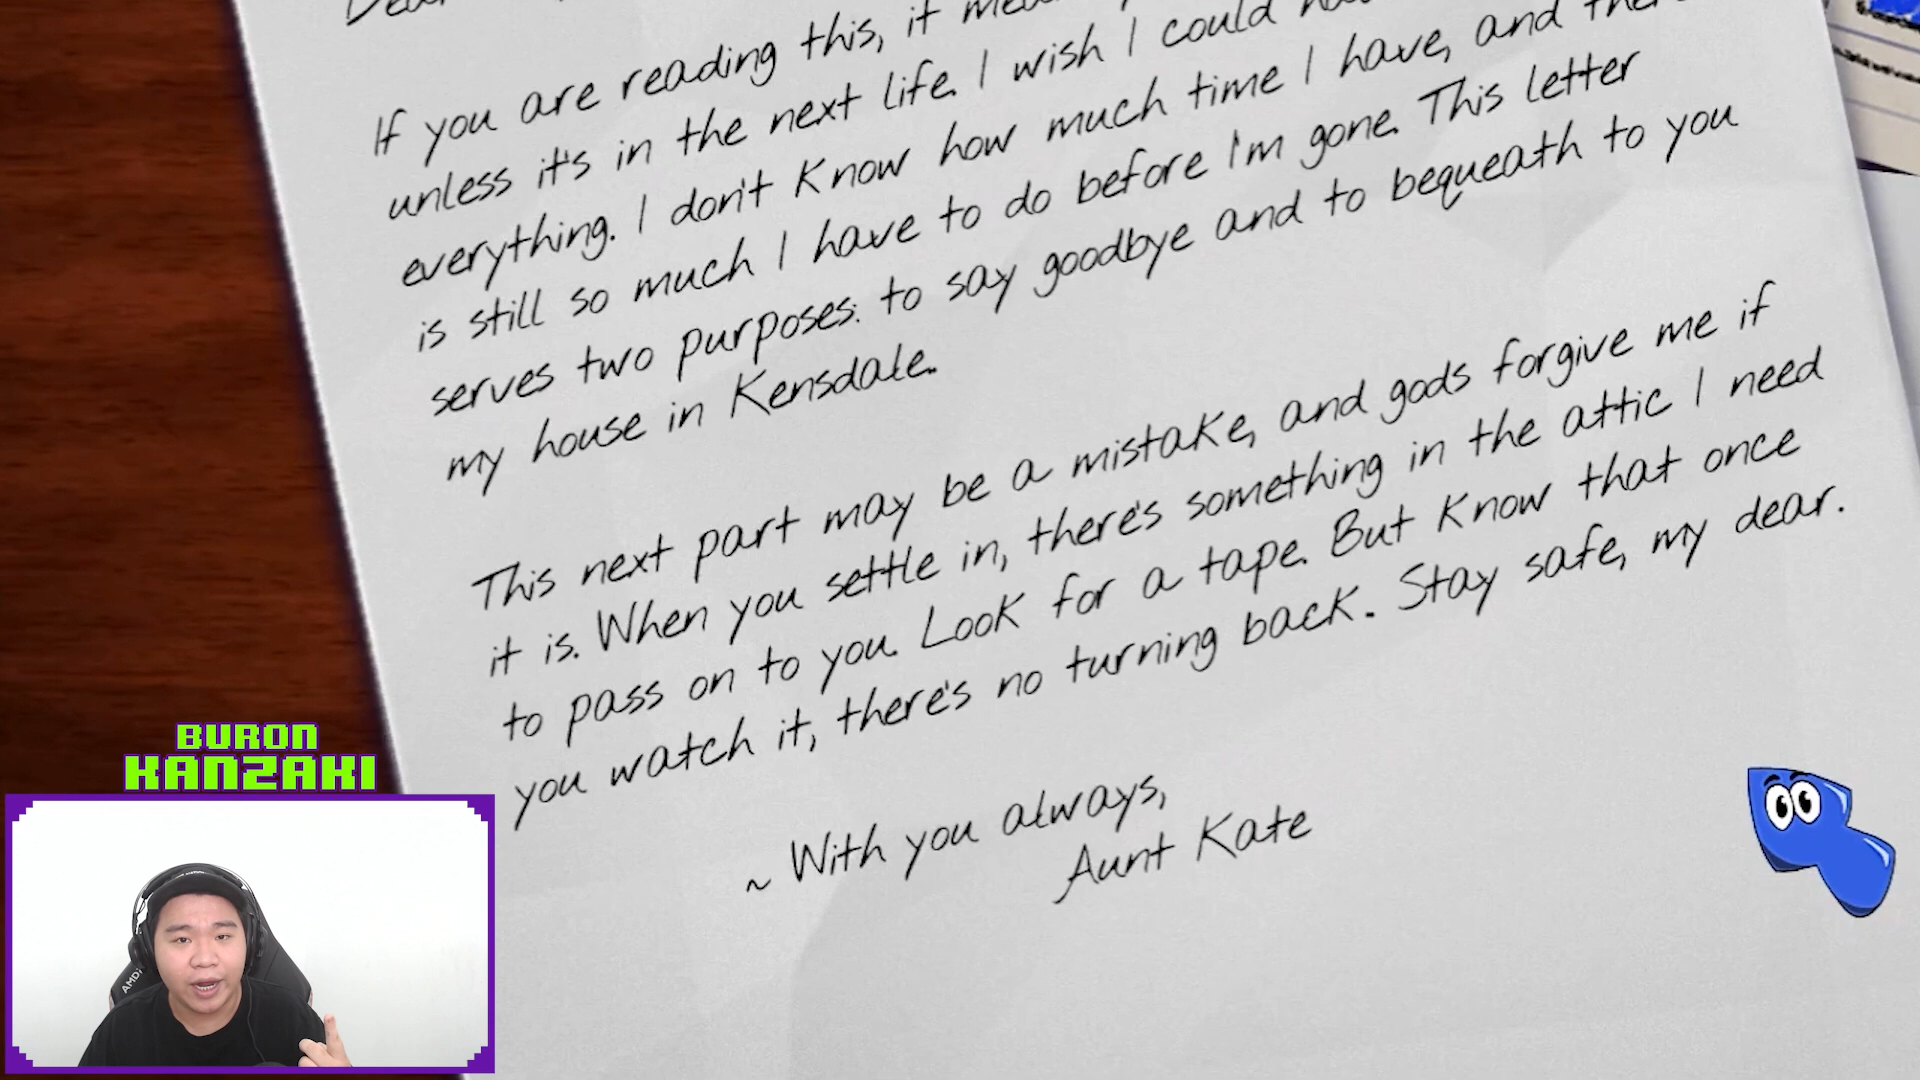 Dear
If you are reading this, it
unless it's in the next life. I wish I could
everything. I don't know how much time I have, and
is still so much I have to do before I'm gone. This letter
serves two purposes: to say goodbye and to bequeath to you
my house in Kensdale.
This next part may be a mistake, and gods forgive me if
it is. When you settle in, there's something in the attic I need
to pass on to you. Look for a tape. But know that once
you watch it, there's no turning back. Stay safe, my dear.
~ With you always,
Aunt Kate
BURON
KANZAKI
AMD